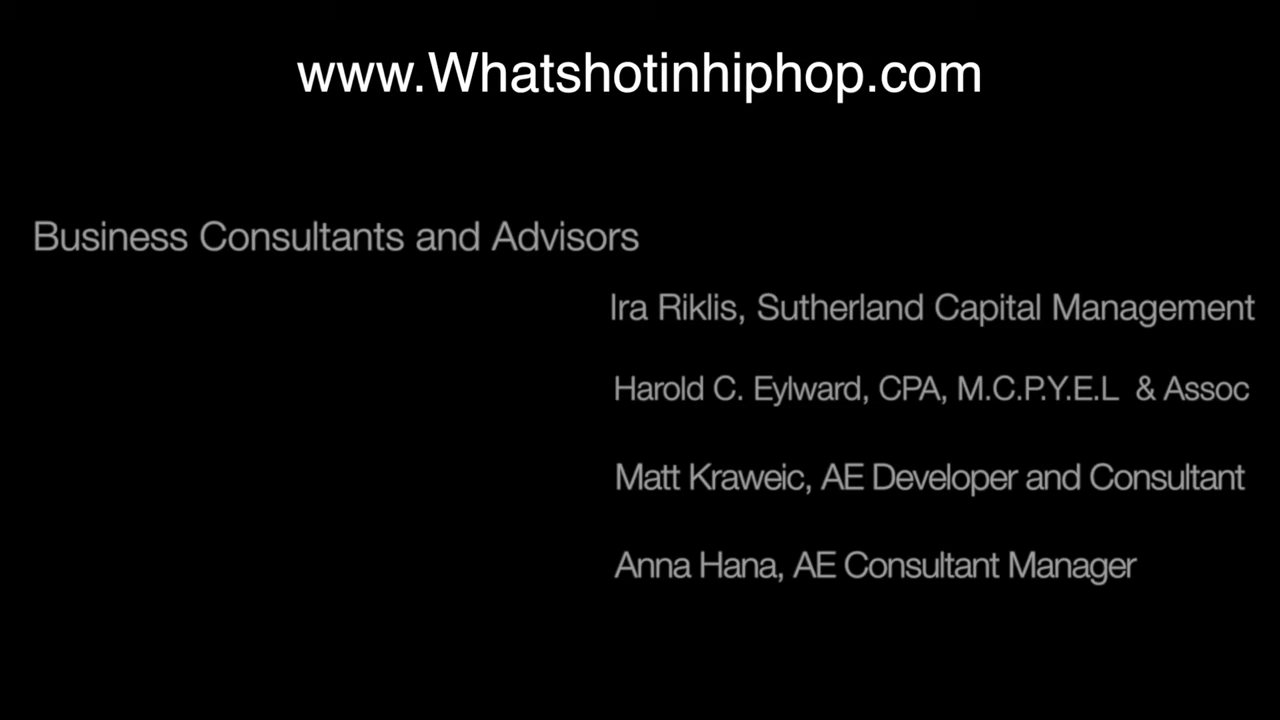 www.Whatshotinhiphop.com
Business Consultants and Advisors
Ira Riklis, Sutherland Capital Management
Harold C. Eylward, CPA, M.C.P.Y.E.L & Assoc
Matt Kraweic, AE Developer and Consultant
Anna Hana, AE Consultant Manager